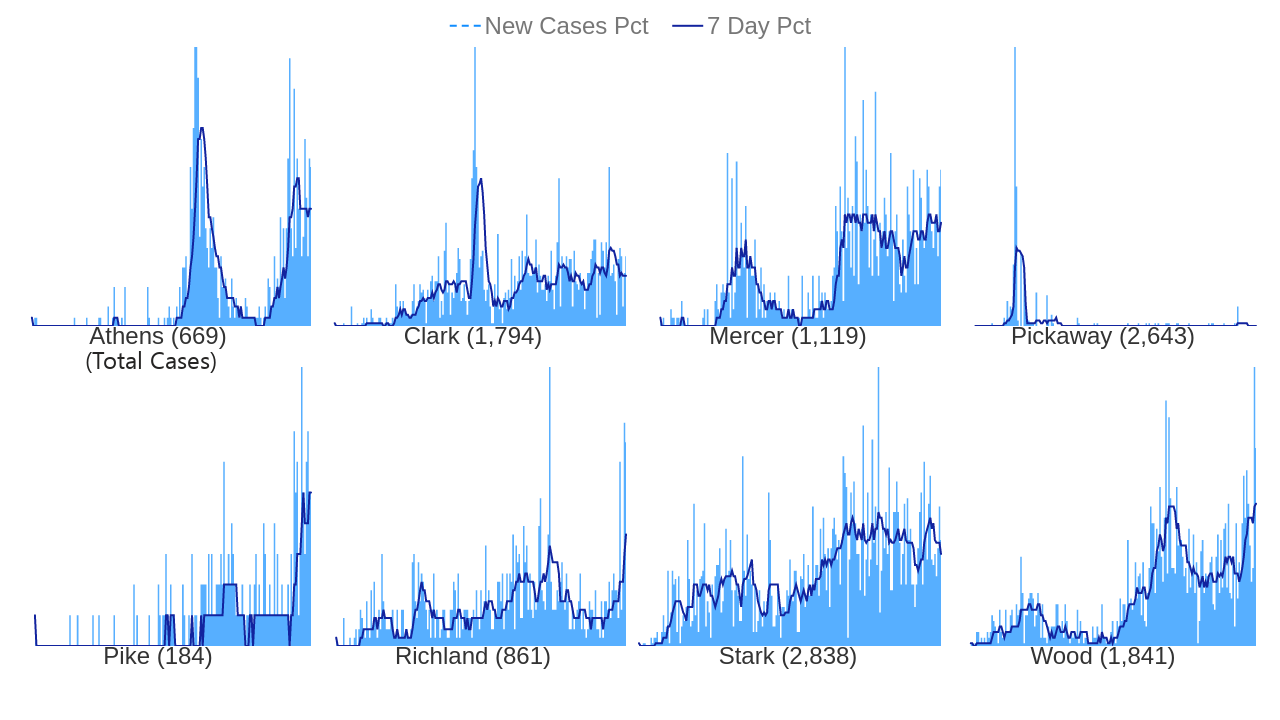 New Cases Pct 7 Day Pct
Athens (669) Clark (1,794) Mercer (1,119) Pickaway (2,643)
(Total Cases)
Pike (184) Richland (861) Stark (2,838) Wood (1,841)